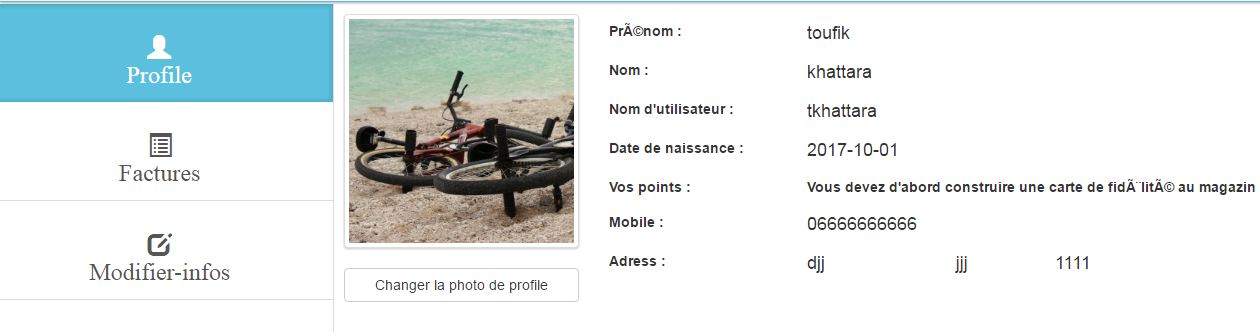 Profile
Factures
Modifier-infos
Changer la photo de profile
PrÃ©nom : toufik
Nom : khattara
Nom d'utilisateur : tkhattara
Date de naissance : 2017-10-01
Vos points : Vous devez d'abord construire une carte de fidÃ¨litÃ© au magazin
Mobile : 06666666666
Adress : djj jjj 1111